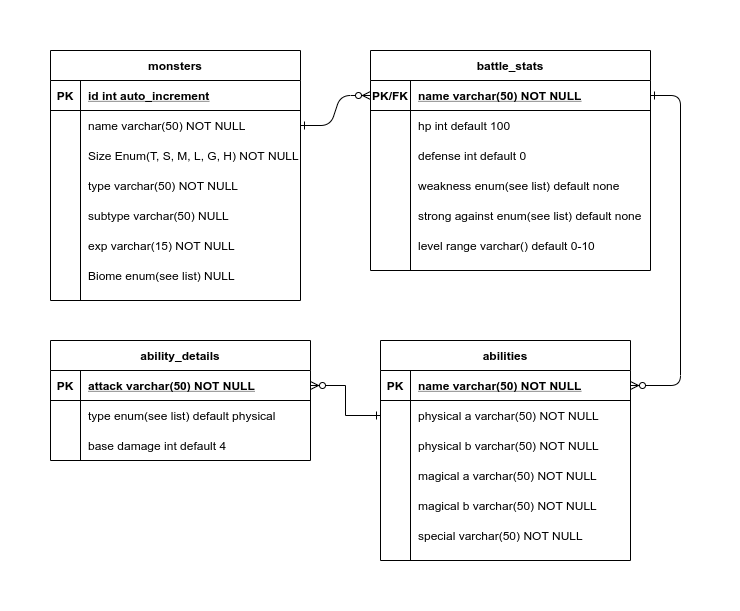 monsters
PK id int auto_increment
name varchar(50) NOT NULL
Size Enum(T, S, M, L, G, H) NOT NULL
type varchar(50) NOT NULL
subtype varchar(50) NULL
exp varchar(15) NOT NULL
Biome enum(see list) NULL
battle_stats
PK/FK name varchar(50) NOT NULL
hp int default 100
defense int default 0
weakness enum(see list) default none
strong against enum(see list) default none
level range varchar() default 0-10
ability_details
PK attack varchar(50) NOT NULL
type enum(see list) default physical
base damage int default 4
abilities
PK name varchar(50) NOT NULL
physical a varchar(50) NOT NULL
physical b varchar(50) NOT NULL
magical a varchar(50) NOT NULL
magical b varchar(50) NOT NULL
special varchar(50) NOT NULL